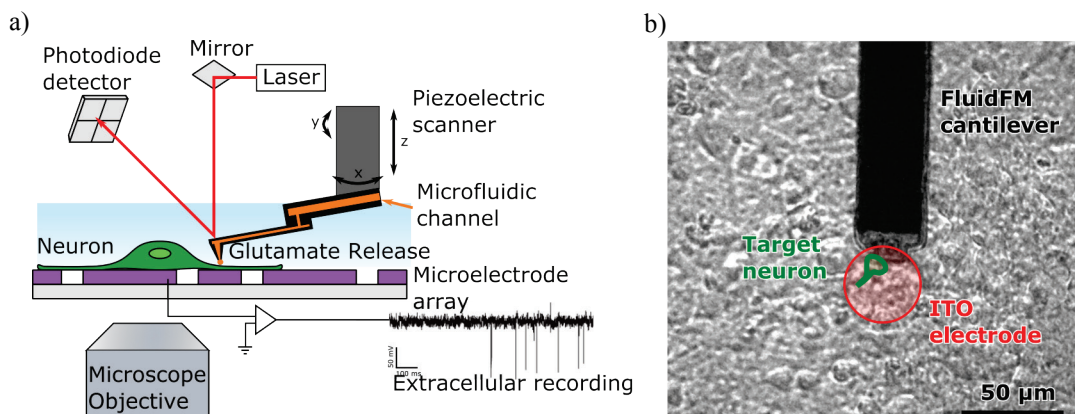 a)
Photodiode
detector
Mirror
Laser
Piezoelectric
scanner
y
z
x
Microfluidic
channel
Neuron
Glutamate Release
Microelectrode
array
50 mV
100 ms
Extracellular recording
Microscope
Objective
b)
FluidFM
cantilever
Target
neuron
ITO
electrode
50 µm